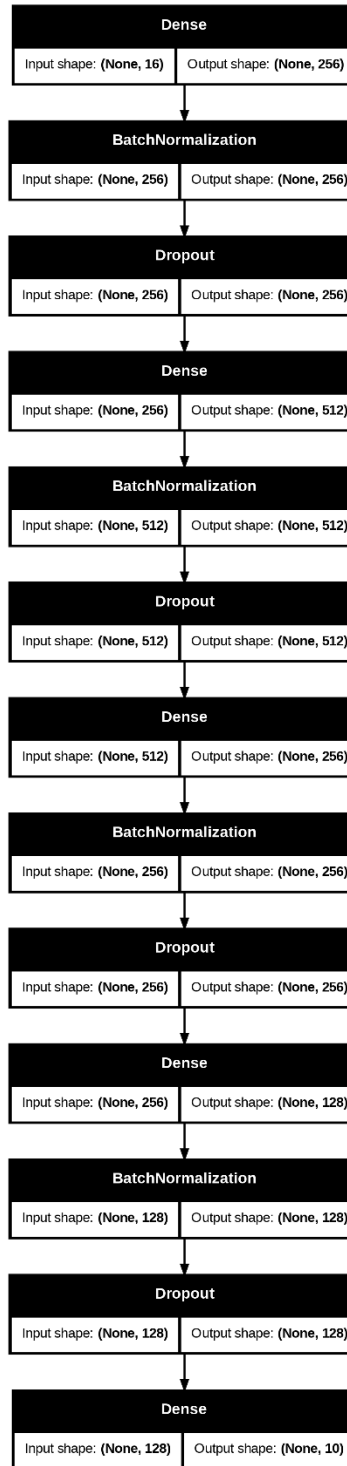 Dense
Input shape: (None, 16) Output shape: (None, 256)
BatchNormalization
Input shape: (None, 256) Output shape: (None, 256)
Dropout
Input shape: (None, 256) Output shape: (None, 256)
Dense
Input shape: (None, 256) Output shape: (None, 512)
BatchNormalization
Input shape: (None, 512) Output shape: (None, 512)
Dropout
Input shape: (None, 512) Output shape: (None, 512)
Dense
Input shape: (None, 512) Output shape: (None, 256)
BatchNormalization
Input shape: (None, 256) Output shape: (None, 256)
Dropout
Input shape: (None, 256) Output shape: (None, 256)
Dense
Input shape: (None, 256) Output shape: (None, 128)
BatchNormalization
Input shape: (None, 128) Output shape: (None, 128)
Dropout
Input shape: (None, 128) Output shape: (None, 128)
Dense
Input shape: (None, 128) Output shape: (None, 10)